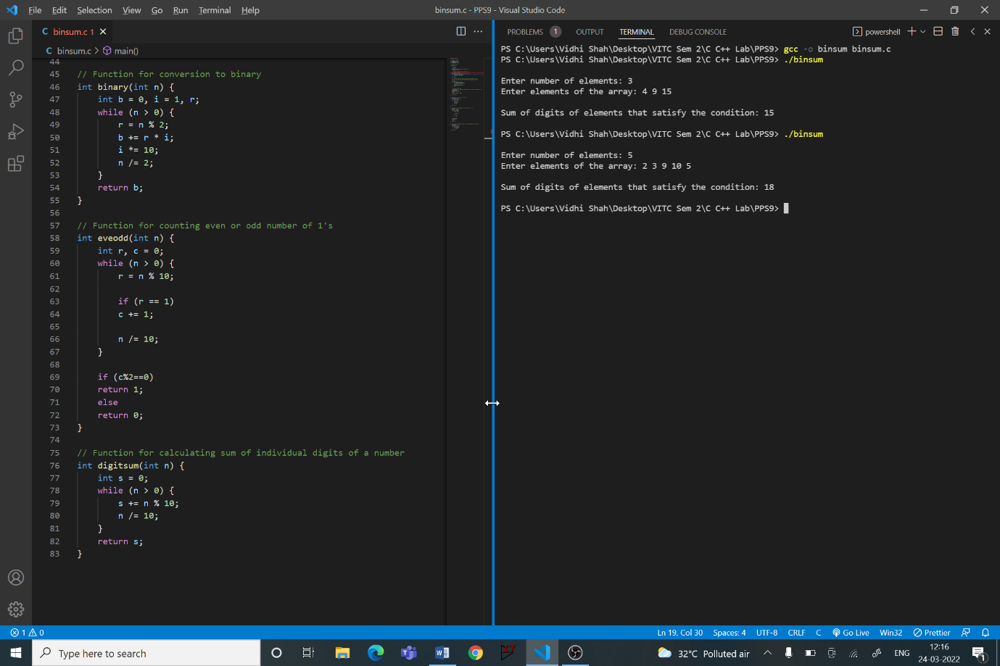 File Edit Selection View Go Run Terminal Help
binsum.c - PPS9 - Visual Studio Code
C binsum.c 1
C binsum.c > main()
44
45 // Function for conversion to binary
46 int binary(int n) {
47 int b = 0, i = 1, r;
48 while (n > 0) {
49 r = n % 2;
50 b += r * i;
51 i *= 10;
52 n /= 2;
53 }
54 return b;
55 }
56
57 // Function for counting even or odd number of 1's
58 int eveodd(int n) {
59 int r, c = 0;
60 while (n > 0) {
61 r = n % 10;
62
63 if (r == 1)
64 c += 1;
65
66 n /= 10;
67 }
68
69 if (c%2==0)
70 return 1;
71 else
72 return 0;
73 }
74
75 // Function for calculating sum of individual digits of a number
76 int digitsum(int n) {
77 int s = 0;
78 while (n > 0) {
79 s += n % 10;
80 n /= 10;
81 }
82 return s;
83 }
PROBLEMS 1 OUTPUT TERMINAL DEBUG CONSOLE
powershell
PS C:\Users\Vidhi Shah\Desktop\VITC Sem 2\C C++ Lab\PPS9> gcc -o binsum binsum.c
PS C:\Users\Vidhi Shah\Desktop\VITC Sem 2\C C++ Lab\PPS9> ./binsum
Enter number of elements: 3
Enter elements of the array: 4 9 15
Sum of digits of elements that satisfy the condition: 15
PS C:\Users\Vidhi Shah\Desktop\VITC Sem 2\C C++ Lab\PPS9> ./binsum
Enter number of elements: 5
Enter elements of the array: 2 3 9 10 5
Sum of digits of elements that satisfy the condition: 18
PS C:\Users\Vidhi Shah\Desktop\VITC Sem 2\C C++ Lab\PPS9>
1 0
Ln 19, Col 30 Spaces: 4 UTF-8 CRLF C Go Live Win32 Prettier
Type here to search
32°C Polluted air
ENG
12:16
24-03-2022
1